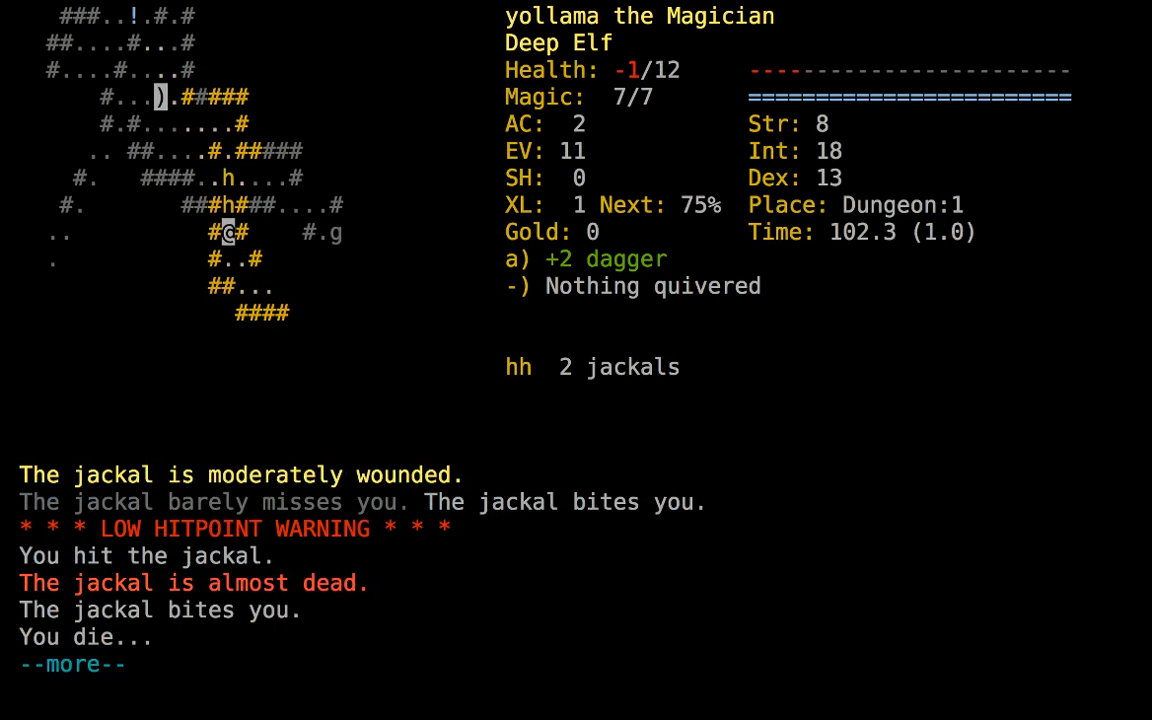 ###..!.#.# yollama the Magician
##....#...# Deep Elf
#....#....# Health: -1/12 ------------------------
#...).##### Magic: 7/7 ========================
#.#.......# AC: 2 Str: 8
.. ##....#.##### EV: 11 Int: 18
#. ####..h....# SH: 0 Dex: 13
#. ###h###....# XL: 1 Next: 75% Place: Dungeon:1
.. #@# #.g Gold: 0 Time: 102.3 (1.0)
. #..# a) +2 dagger
##... -) Nothing quivered
####
hh 2 jackals
The jackal is moderately wounded.
The jackal barely misses you. The jackal bites you.
* * * LOW HITPOINT WARNING * * *
You hit the jackal.
The jackal is almost dead.
The jackal bites you.
You die...
--more--